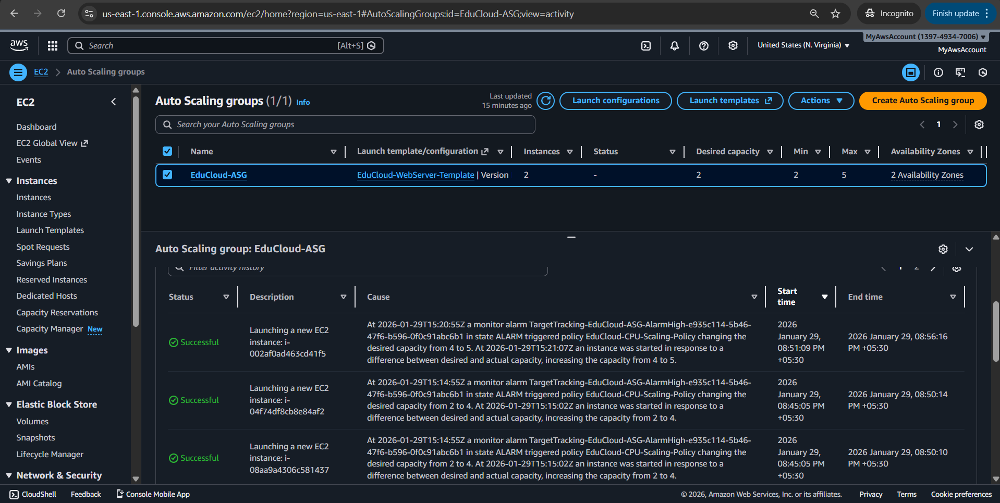 us-east-1.console.aws.amazon.com/ec2/home?region=us-east-1#AutoScalingGroups:id=EduCloud-ASG;view=activity
Incognito
Finish update
aws
Search
[Alt+S]
United States (N. Virginia)
MyAwsAccount (1397-4934-7006)
MyAwsAccount
EC2
Auto Scaling groups
EC2
Dashboard
EC2 Global View
Events
Instances
Instances
Instance Types
Launch Templates
Spot Requests
Savings Plans
Reserved Instances
Dedicated Hosts
Capacity Reservations
Capacity Manager New
Images
AMIs
AMI Catalog
Elastic Block Store
Volumes
Snapshots
Lifecycle Manager
Network & Security
Auto Scaling groups (1/1) Info
Last updated
15 minutes ago
Launch configurations
Launch templates
Actions
Create Auto Scaling group
Search your Auto Scaling groups
1
Name
Launch template/configuration
Instances
Status
Desired capacity
Min
Max
Availability Zones
EduCloud-ASG
EduCloud-WebServer-Template | Version
2
-
2
2
5
2 Availability Zones
Auto Scaling group: EduCloud-ASG
Filter activity history
1
2
Status
Description
Cause
Start
time
End time
Successful
Launching a new EC2
instance: i-
002af0ad463cd41f5
At 2026-01-29T15:20:55Z a monitor alarm TargetTracking-EduCloud-ASG-AlarmHigh-e935c114-5b46-
47f6-b596-0f0c91abc6b1 in state ALARM triggered policy EduCloud-CPU-Scaling-Policy changing the
desired capacity from 4 to 5. At 2026-01-29T15:21:07Z an instance was started in response to a
difference between desired and actual capacity, increasing the capacity from 4 to 5.
2026
January 29,
08:51:09 PM
+05:30
2026 January 29, 08:56:16
PM +05:30
Successful
Launching a new EC2
instance: i-
04f74df8cb8e84af2
At 2026-01-29T15:14:55Z a monitor alarm TargetTracking-EduCloud-ASG-AlarmHigh-e935c114-5b46-
47f6-b596-0f0c91abc6b1 in state ALARM triggered policy EduCloud-CPU-Scaling-Policy changing the
desired capacity from 2 to 4. At 2026-01-29T15:15:02Z an instance was started in response to a
difference between desired and actual capacity, increasing the capacity from 2 to 4.
2026
January 29,
08:45:05 PM
+05:30
2026 January 29, 08:50:14
PM +05:30
Successful
Launching a new EC2
instance: i-
08aa9a4306c581437
At 2026-01-29T15:14:55Z a monitor alarm TargetTracking-EduCloud-ASG-AlarmHigh-e935c114-5b46-
47f6-b596-0f0c91abc6b1 in state ALARM triggered policy EduCloud-CPU-Scaling-Policy changing the
desired capacity from 2 to 4. At 2026-01-29T15:15:02Z an instance was started in response to a
difference between desired and actual capacity, increasing the capacity from 2 to 4.
2026
January 29,
08:45:05 PM
+05:30
2026 January 29, 08:50:10
PM +05:30
CloudShell
Feedback
Console Mobile App
© 2026, Amazon Web Services, Inc. or its affiliates.
Privacy
Terms
Cookie preferences